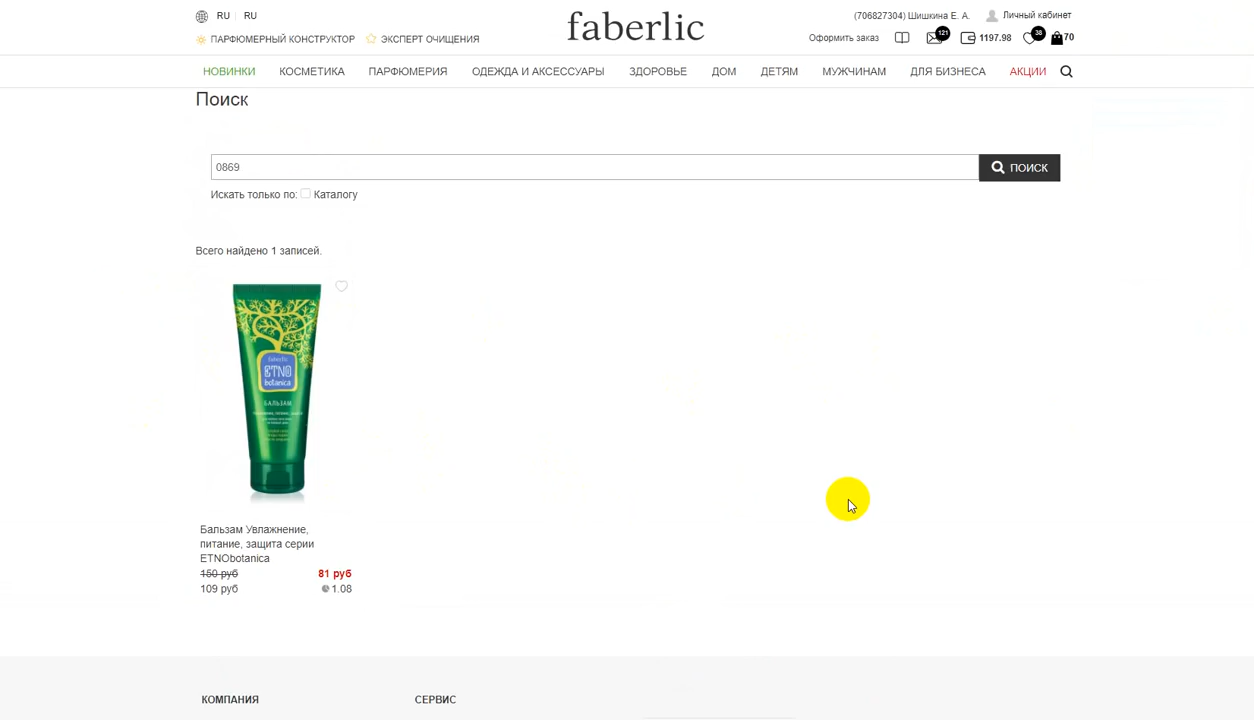 RU RU
(706827304) Шишкина Е. А. Личный кабинет
faberlic
ПАРФЮМЕРНЫЙ КОНСТРУКТОР ЭКСПЕРТ ОЧИЩЕНИЯ
Оформить заказ 121 1197.98 38 70
НОВИНКИ КОСМЕТИКА ПАРФЮМЕРИЯ ОДЕЖДА И АКСЕССУАРЫ ЗДОРОВЬЕ ДОМ ДЕТЯМ МУЖЧИНАМ ДЛЯ БИЗНЕСА АКЦИИ
Поиск
0869 ПОИСК
Искать только по: Каталогу
Всего найдено 1 записей.
faberlic
ETNO
botanica
БАЛЬЗАМ
Бальзам Увлажнение,
питание, защита серии
ETNObotanica
150 руб 81 руб
109 руб 1.08
КОМПАНИЯ СЕРВИС